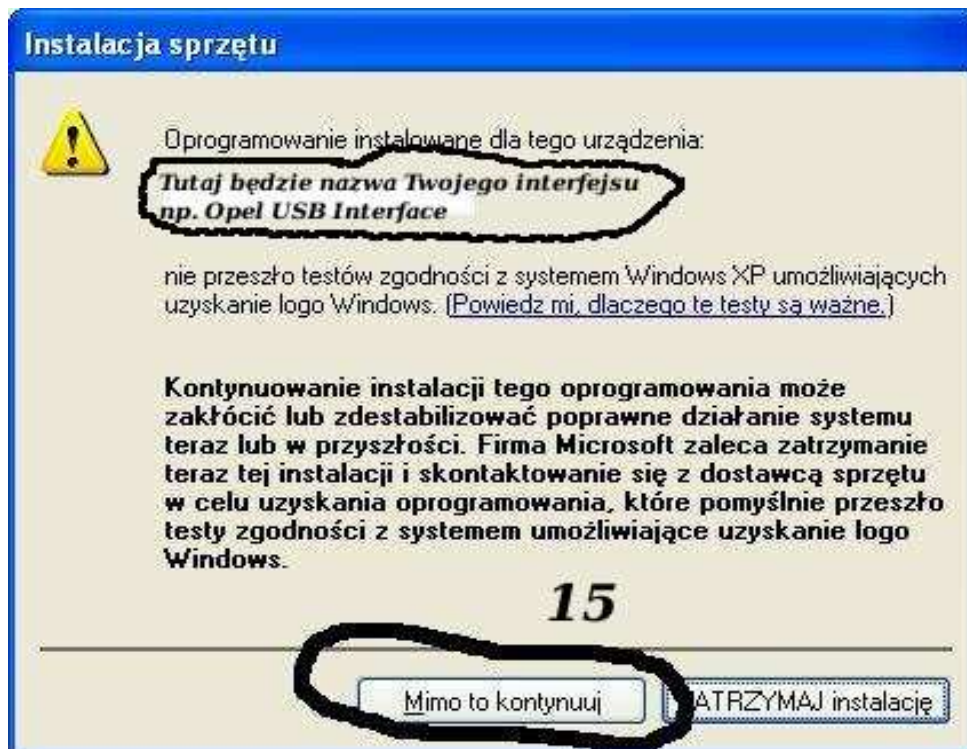 Instalacja sprzętu
Oprogramowanie instalowane dla tego urządzenia:
Tutaj będzie nazwa Twojego interfejsu
np. Opel USB Interface
nie przeszło testów zgodności z systemem Windows XP umożliwiających
uzyskanie logo Windows. (Powiedz mi, dlaczego te testy są ważne.)
Kontynuowanie instalacji tego oprogramowania może
zakłócić lub zdestabilizować poprawne działanie systemu
teraz lub w przyszłości. Firma Microsoft zaleca zatrzymanie
teraz tej instalacji i skontaktowanie się z dostawcą sprzętu
w celu uzyskania oprogramowania, które pomyślnie przeszło
testy zgodności z systemem umożliwiające uzyskanie logo
Windows.
15
Mimo to kontynuuj ATRZYMAJ instalację